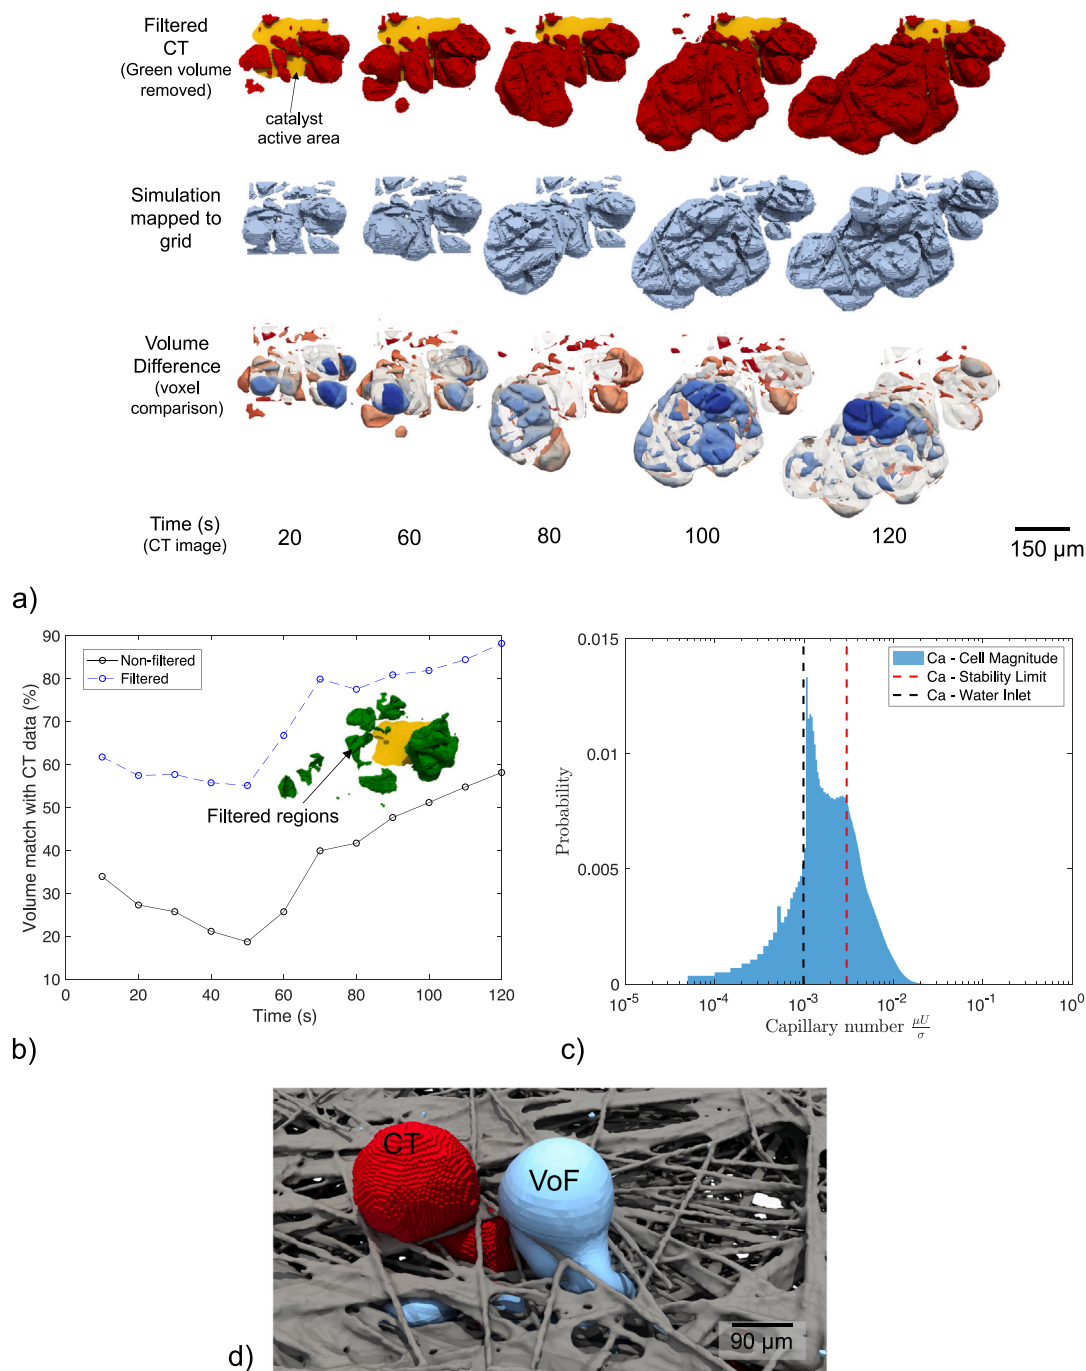 Filtered
CT
(Green volume
removed)
catalyst
active area
Simulation
mapped to
grid
Volume
Difference
(voxel
comparison)
Time (s)
(CT image)
20
60
80
100
120
150 µm
a)
90
80
70
60
50
40
30
20
10
0
20
40
60
80
100
120
Volume match with CT data (%)
Time (s)
Non-filtered
Filtered
Filtered regions
b)
0.015
0.01
0.005
0
Probability
Ca - Cell Magnitude
Ca - Stability Limit
Ca - Water Inlet
10⁻⁵
10⁻⁴
10⁻³
10⁻²
10⁻¹
10⁰
Capillary number µU/σ
c)
CT
VoF
90 µm
d)